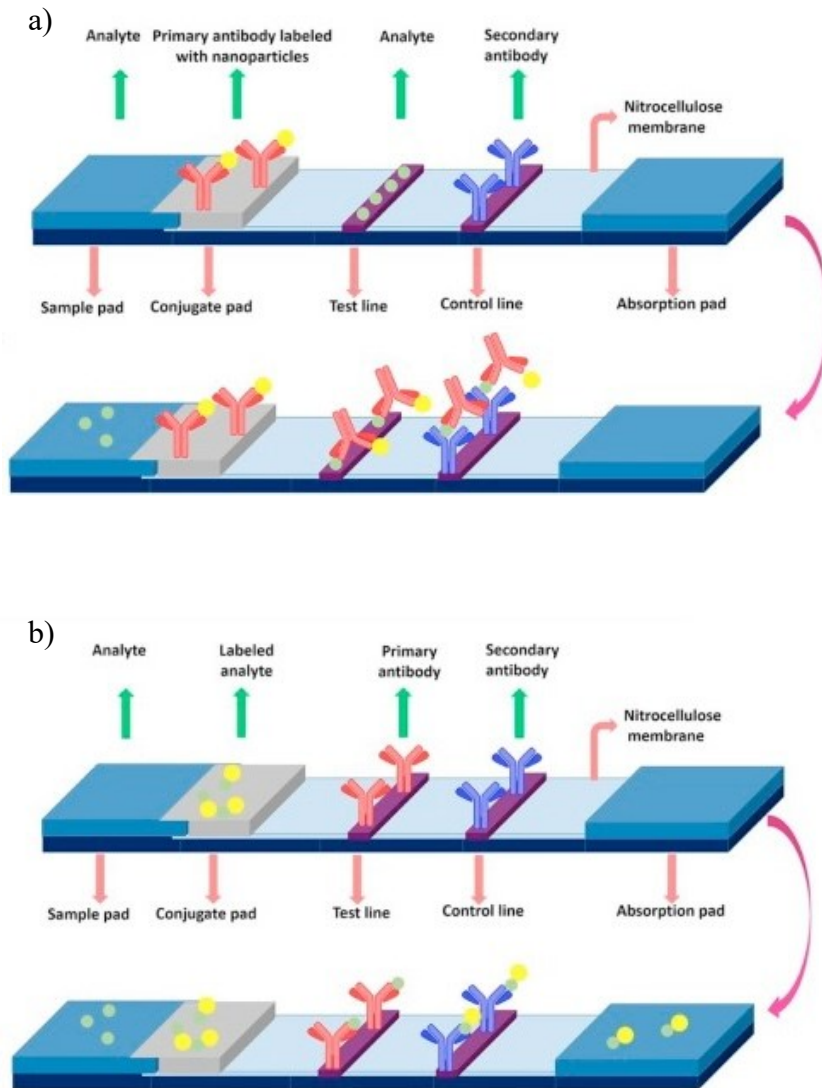 a)
Analyte
Primary antibody labeled
with nanoparticles
Analyte
Secondary
antibody
Nitrocellulose
membrane
Sample pad
Conjugate pad
Test line
Control line
Absorption pad
b)
Analyte
Labeled
analyte
Primary
antibody
Secondary
antibody
Nitrocellulose
membrane
Sample pad
Conjugate pad
Test line
Control line
Absorption pad